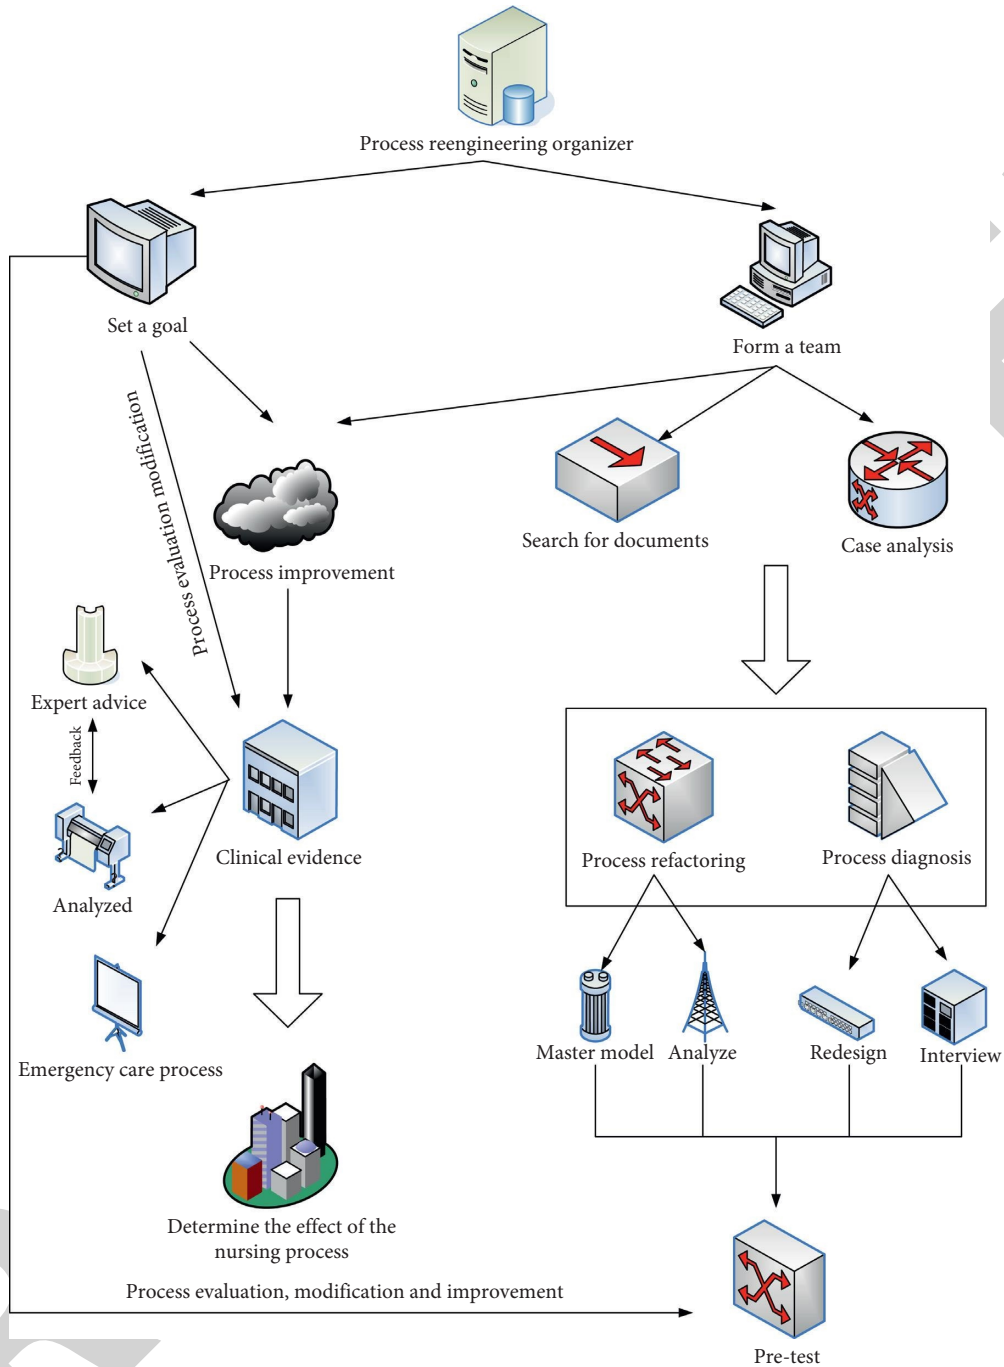 Process reengineering organizer
Set a goal
Form a team
Process evaluation modification
Search for documents
Case analysis
Process improvement
Expert advice
Feedback
Clinical evidence
Process refactoring
Process diagnosis
Analyzed
Master model
Analyze
Redesign
Interview
Emergency care process
Determine the effect of the
nursing process
Process evaluation, modification and improvement
Pre-test